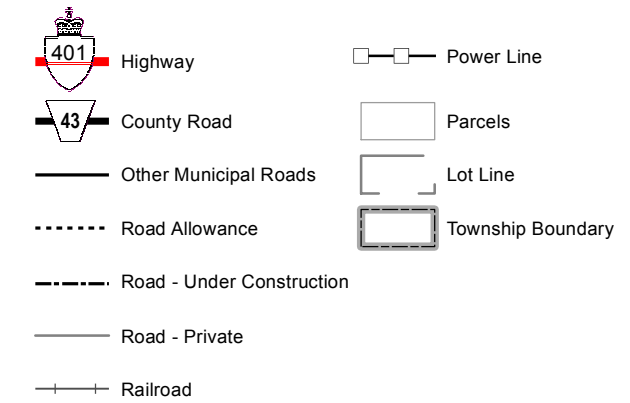 401
Highway
43
County Road
Other Municipal Roads
Road Allowance
Road - Under Construction
Road - Private
Railroad
Power Line
Parcels
Lot Line
Township Boundary